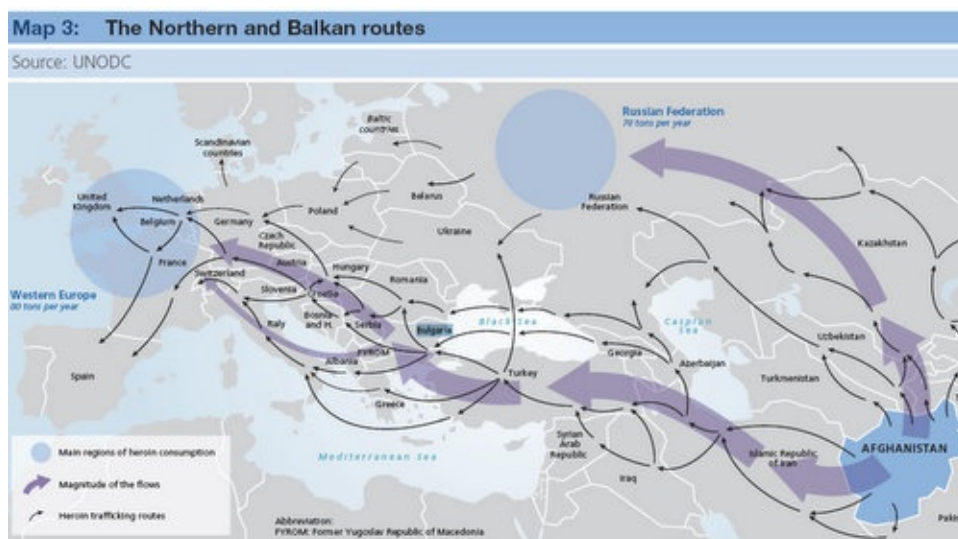 Map 3: The Northern and Balkan routes
Source: UNODC
Baltic
countries
Scandinavian
countries
Russian Federation
70 tons per year
United
Kingdom
Netherlands
Belgium
Germany
Poland
Belarus
Russian
Federation
Ukraine
Czech
Republic
France
Austria
Hungary
Kazakhstan
Switzerland
Slovenia
Croatia
Romania
Western Europe
80 tons per year
Bosnia
and H.
Serbia
Italy
Bulgaria
Black Sea
Caspian
Sea
Uzbekistan
Albania
FYROM
Georgia
Azerbaijan
Spain
Turkey
Turkmenistan
Greece
Syrian
Arab
Republic
Islamic Republic
of Iran
AFGHANISTAN
Main regions of heroin consumption
Mediterranean Sea
Iraq
Magnitude of the flows
Heroin trafficking routes
Abbreviation:
FYROM: Former Yugoslav Republic of Macedonia
Paki